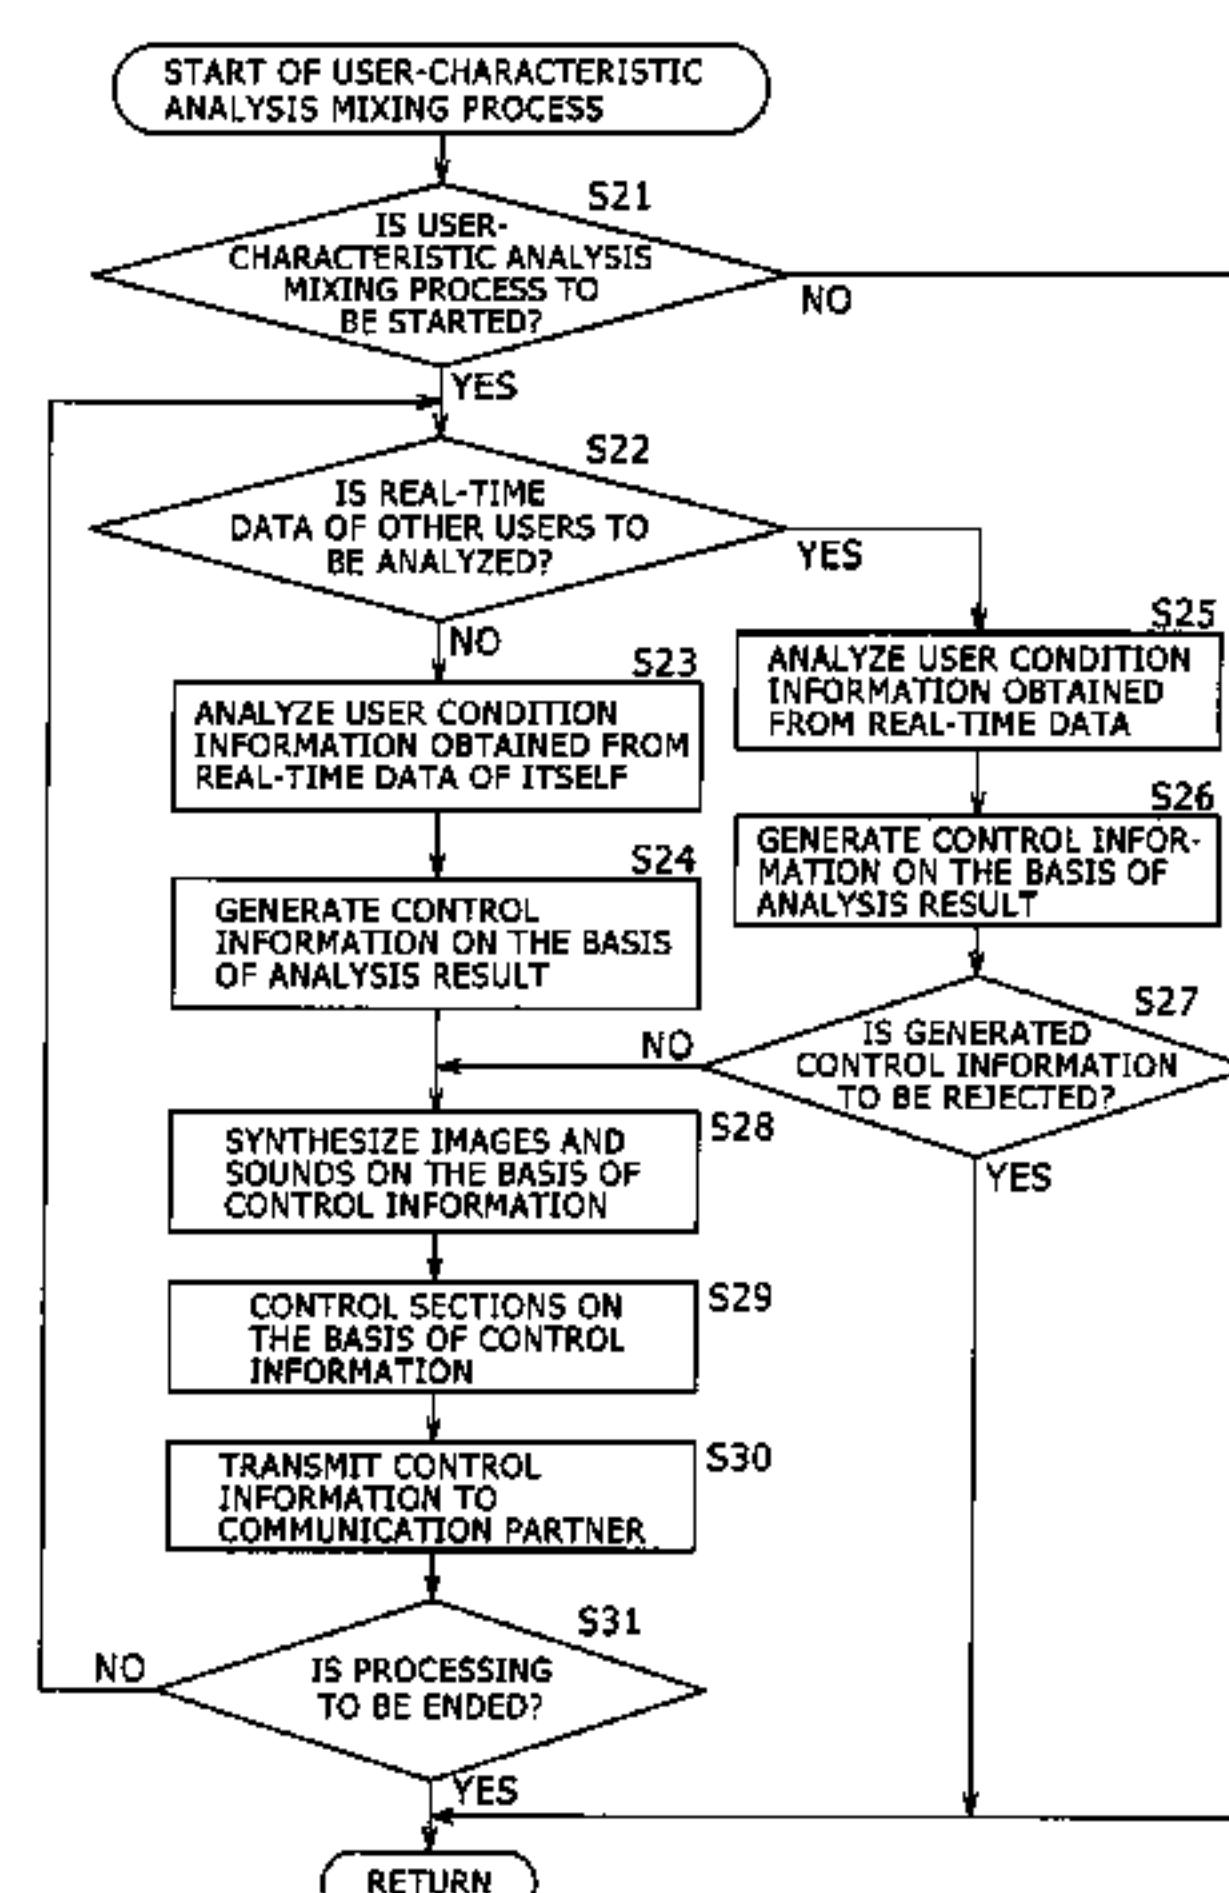 START OF USER-CHARACTERISTIC
ANALYSIS MIXING PROCESS
S21
IS USER-
CHARACTERISTIC ANALYSIS
MIXING PROCESS TO
BE STARTED?
NO
YES
S22
IS REAL-TIME
DATA OF OTHER USERS TO
BE ANALYZED?
YES
NO
S23
ANALYZE USER CONDITION
INFORMATION OBTAINED FROM
REAL-TIME DATA OF ITSELF
S25
ANALYZE USER CONDITION
INFORMATION OBTAINED
FROM REAL-TIME DATA
S24
GENERATE CONTROL
INFORMATION ON THE BASIS
OF ANALYSIS RESULT
S26
GENERATE CONTROL INFOR-
MATION ON THE BASIS OF
ANALYSIS RESULT
S27
IS GENERATED
CONTROL INFORMATION
TO BE REJECTED?
NO
YES
S28
SYNTHESIZE IMAGES AND
SOUNDS ON THE BASIS OF
CONTROL INFORMATION
S29
CONTROL SECTIONS ON
THE BASIS OF CONTROL
INFORMATION
S30
TRANSMIT CONTROL
INFORMATION TO
COMMUNICATION PARTNER
S31
IS PROCESSING
TO BE ENDED?
NO
YES
RETURN